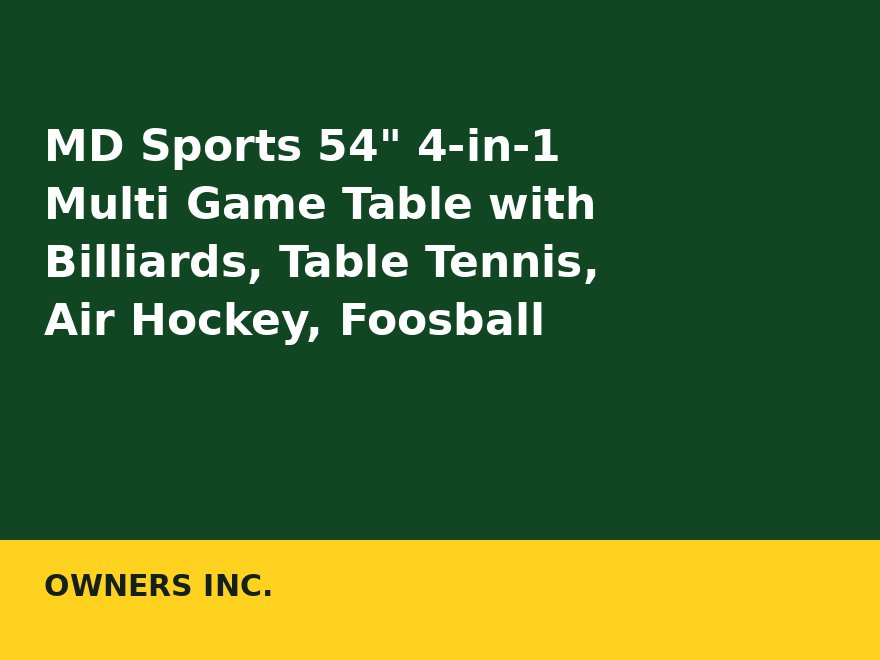 MD Sports 54" 4-in-1
Multi Game Table with
Billiards, Table Tennis,
Air Hockey, Foosball
OWNERS INC.